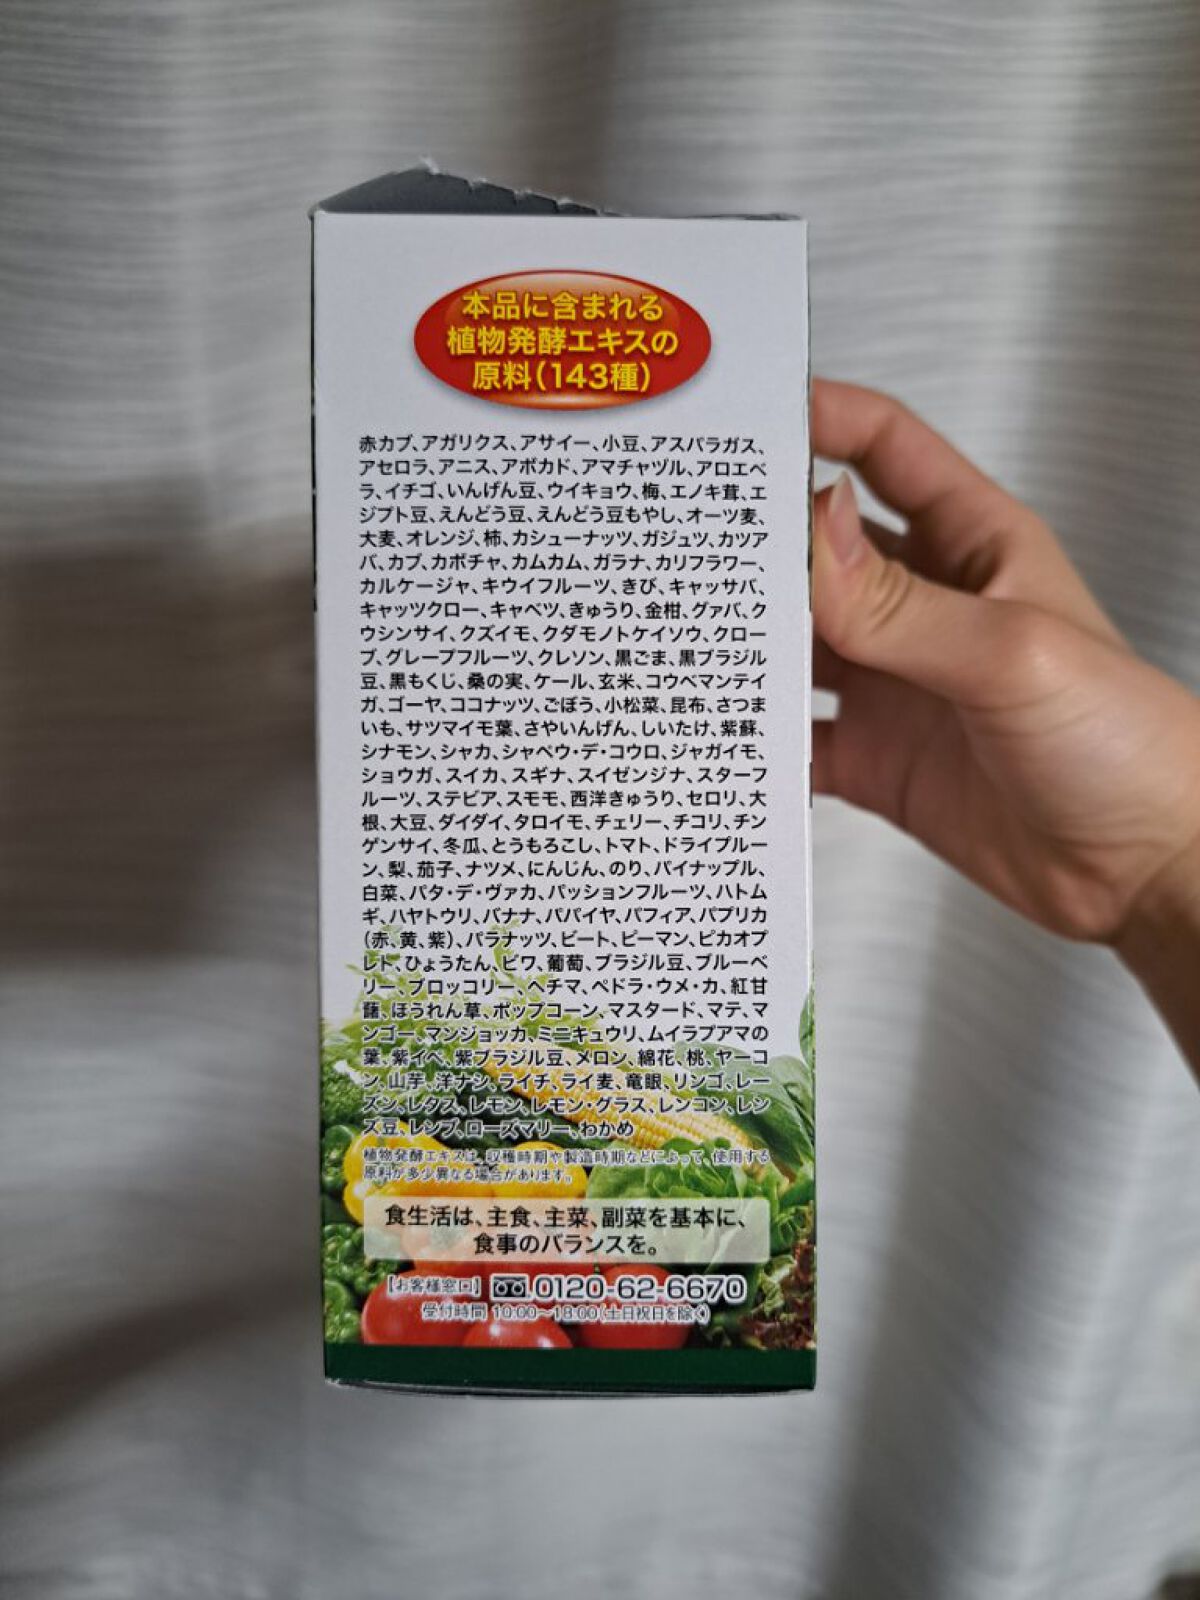 本品に含まれる
植物発酵エキスの
原料(143種)
赤カブ、アガリクス、アサイー、小豆、アスパラガス、
アセロラ、アニス、アボカド、アマチャヅル、アロエベ
ラ、イチゴ、いんげん豆、ウイキョウ、梅、エノキ茸、エ
ジプト豆、えんどう豆、えんどう豆もやし、オーツ麦、
大麦、オレンジ、柿、カシューナッツ、ガジュツ、カツア
バ、カブ、カボチャ、カムカム、ガラナ、カリフラワー、
カルケージャ、キウイフルーツ、きび、キャッサバ、
キャッツクロー、キャベツ、きゅうり、金柑、グァバ、ク
ウシンサイ、クズイモ、クダモノトケイソウ、クロー
ブ、グレープフルーツ、クレソン、黒ごま、黒ブラジル
豆、黒もくじ、桑の実、ケール、玄米、コウベマンテイ
ガ、ゴーヤ、ココナッツ、ごぼう、小松菜、昆布、さつま
いも、サツマイモ葉、さやいんげん、しいたけ、紫蘇、
シナモン、シャカ、シャペウ・デ・コウロ、ジャガイモ、
ショウガ、スイカ、スギナ、スイゼンジナ、スターフ
ルーツ、ステビア、スモモ、西洋きゅうり、セロリ、大
根、大豆、ダイダイ、タロイモ、チェリー、チコリ、チン
ゲンサイ、冬瓜、とうもろこし、トマト、ドライプルー
ン、梨、茄子、ナツメ、にんじん、のり、パイナップル、
白菜、パタ・デ・ヴァカ、パッションフルーツ、ハトム
ギ、ハヤトウリ、バナナ、パパイヤ、パフィア、パプリカ
(赤、黄、紫)、パラナッツ、ビート、ピーマン、ピカオプ
レト、ひょうたん、ビワ、葡萄、ブラジル豆、ブルーベ
リー、ブロッコリー、ヘチマ、ペドラ・ウメ・カ、紅甘
藷、ほうれん草、ポップコーン、マスタード、マテ、マ
ンゴー、マンジョッカ、ミニキュウリ、ムイラプアマの
葉、紫イペ、紫ブラジル豆、メロン、綿花、桃、ヤーコ
ン、山芋、洋ナシ、ライチ、ライ麦、竜眼、リンゴ、レー
ズン、レタス、レモン、レモン・グラス、レンコン、レン
ズ豆、レンブ、ローズマリー、わかめ
植物発酵エキスは、収穫時期や製造時期などによって、使用する
原料が多少異なる場合があります。
食生活は、主食、主菜、副菜を基本に、
食事のバランスを。
【お客様窓口】 0120-62-6670
受付時間 10:00〜18:00(土日祝日を除く)